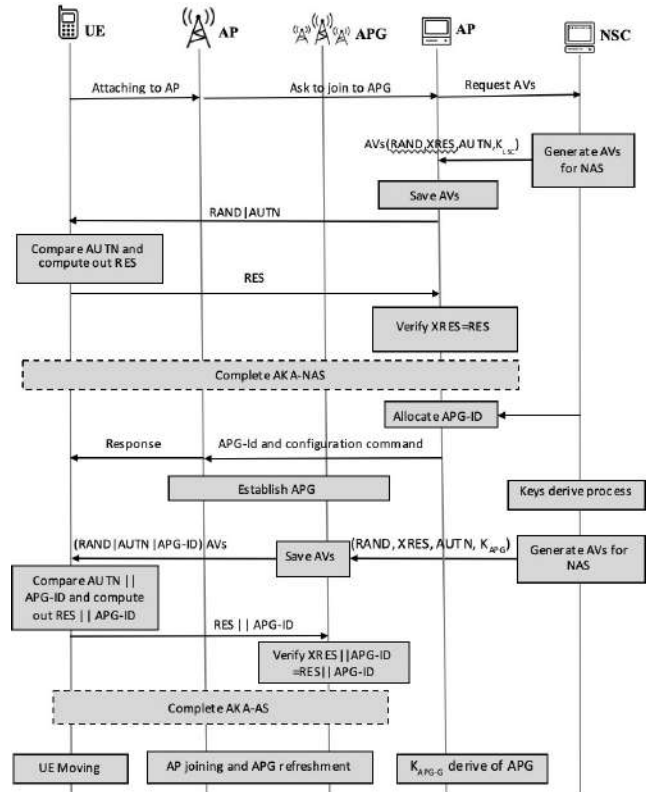 UE
AP
APG
AP
NSC
Attaching to AP
Ask to join to APG
Request AVs
AVs(RAND,XRES,AUTN,K_LSC)
Generate AVs
for NAS
Save AVs
RAND|AUTN
Compare AUTN and
compute out RES
RES
Verify XRES=RES
Complete AKA-NAS
Allocate APG-ID
Response
APG-Id and configuration command
Establish APG
Keys derive process
(RAND|AUTN|APG-ID) AVs
Save AVs
(RAND, XRES, AUTN, K_APG)
Generate AVs for
NAS
Compare AUTN ||
APG-ID and compute
out RES || APG-ID
RES || APG-ID
Verify XRES||APG-ID
=RES|| APG-ID
Complete AKA-AS
UE Moving
AP joining and APG refreshment
K_APG-G derive of APG